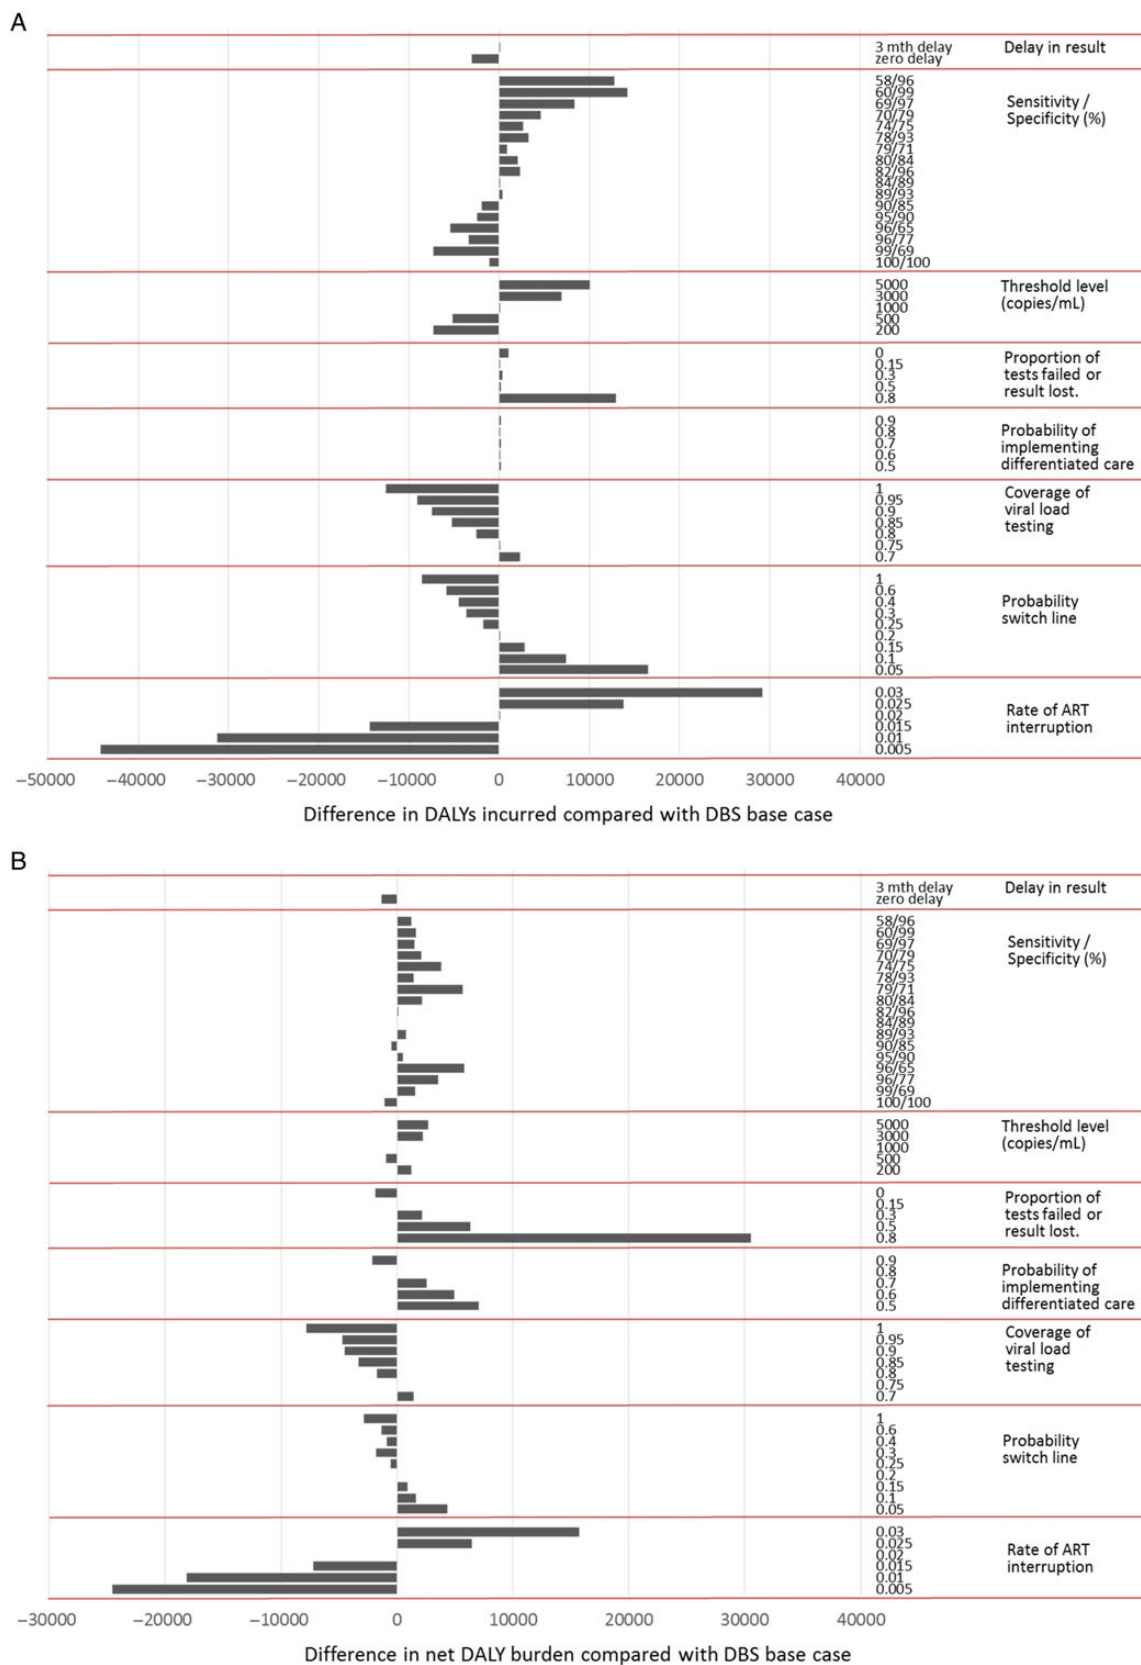 A
3 mth delay Delay in result
zero delay
58/96
60/99 Sensitivity /
69/97 Specificity (%)
70/79
74/75
78/93
79/71
80/84
82/96
84/89
89/93
90/85
95/90
96/65
96/77
99/69
100/100
5000 Threshold level
3000 (copies/mL)
1000
500
200
0 Proportion of
0.15 tests failed or
0.3 result lost.
0.5
0.8
0.9 Probability of
0.8 implementing
0.7 differentiated care
0.6
0.5
1 Coverage of
0.95 viral load
0.9 testing
0.85
0.8
0.75
0.7
1
0.6 Probability
0.4 switch line
0.3
0.25
0.2
0.15
0.1
0.05
0.03 Rate of ART
0.025 interruption
0.02
0.015
0.01
0.005
−50000 −40000 −30000 −20000 −10000 0 10000 20000 30000 40000
Difference in DALYs incurred compared with DBS base case
B
3 mth delay Delay in result
zero delay
58/96
60/99 Sensitivity /
69/97 Specificity (%)
70/79
74/75
78/93
79/71
80/84
82/96
84/89
89/93
90/85
95/90
96/65
96/77
99/69
100/100
5000 Threshold level
3000 (copies/mL)
1000
500
200
0 Proportion of
0.15 tests failed or
0.3 result lost.
0.5
0.8
0.9 Probability of
0.8 implementing
0.7 differentiated care
0.6
0.5
1 Coverage of
0.95 viral load
0.9 testing
0.85
0.8
0.75
0.7
1
0.6 Probability
0.4 switch line
0.3
0.25
0.2
0.15
0.1
0.05
0.03 Rate of ART
0.025 interruption
0.02
0.015
0.01
0.005
−30000 −20000 −10000 0 10000 20000 30000 40000
Difference in net DALY burden compared with DBS base case